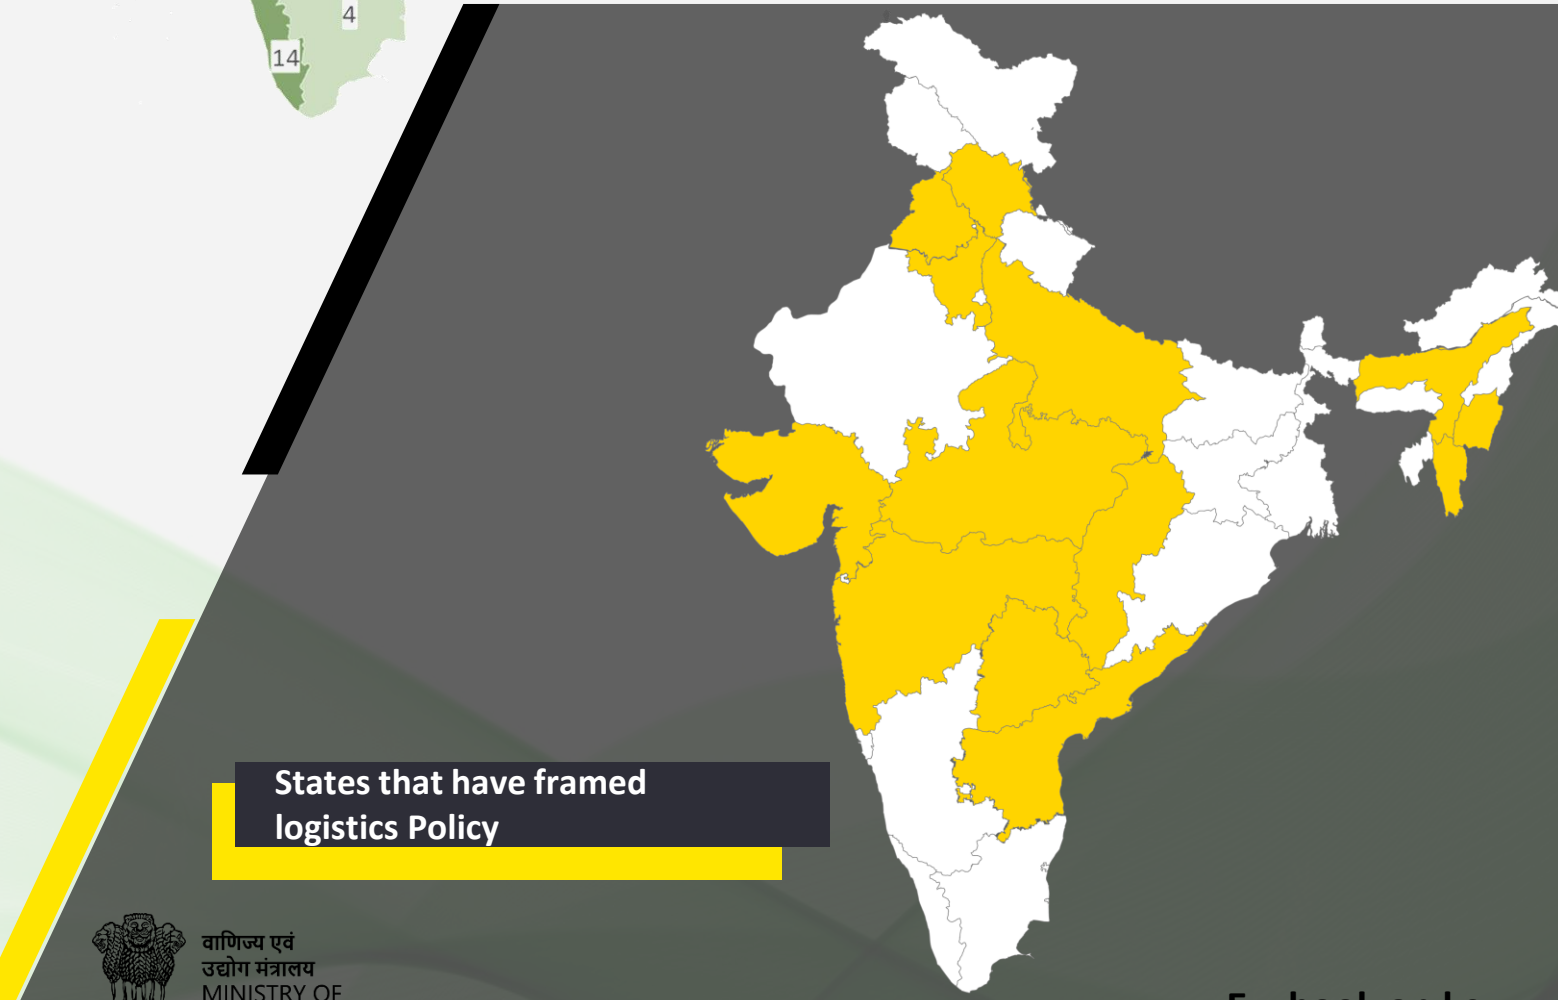 4
14
States that have framed
logistics Policy
वाणिज्य एवं
उद्योग मंत्रालय
MINISTRY OF